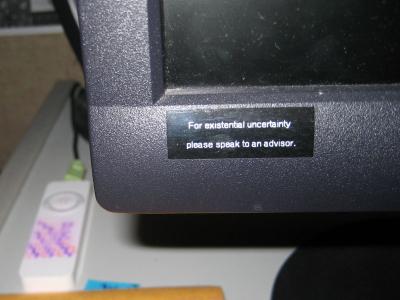 For existential uncertainty
please speak to an advisor.